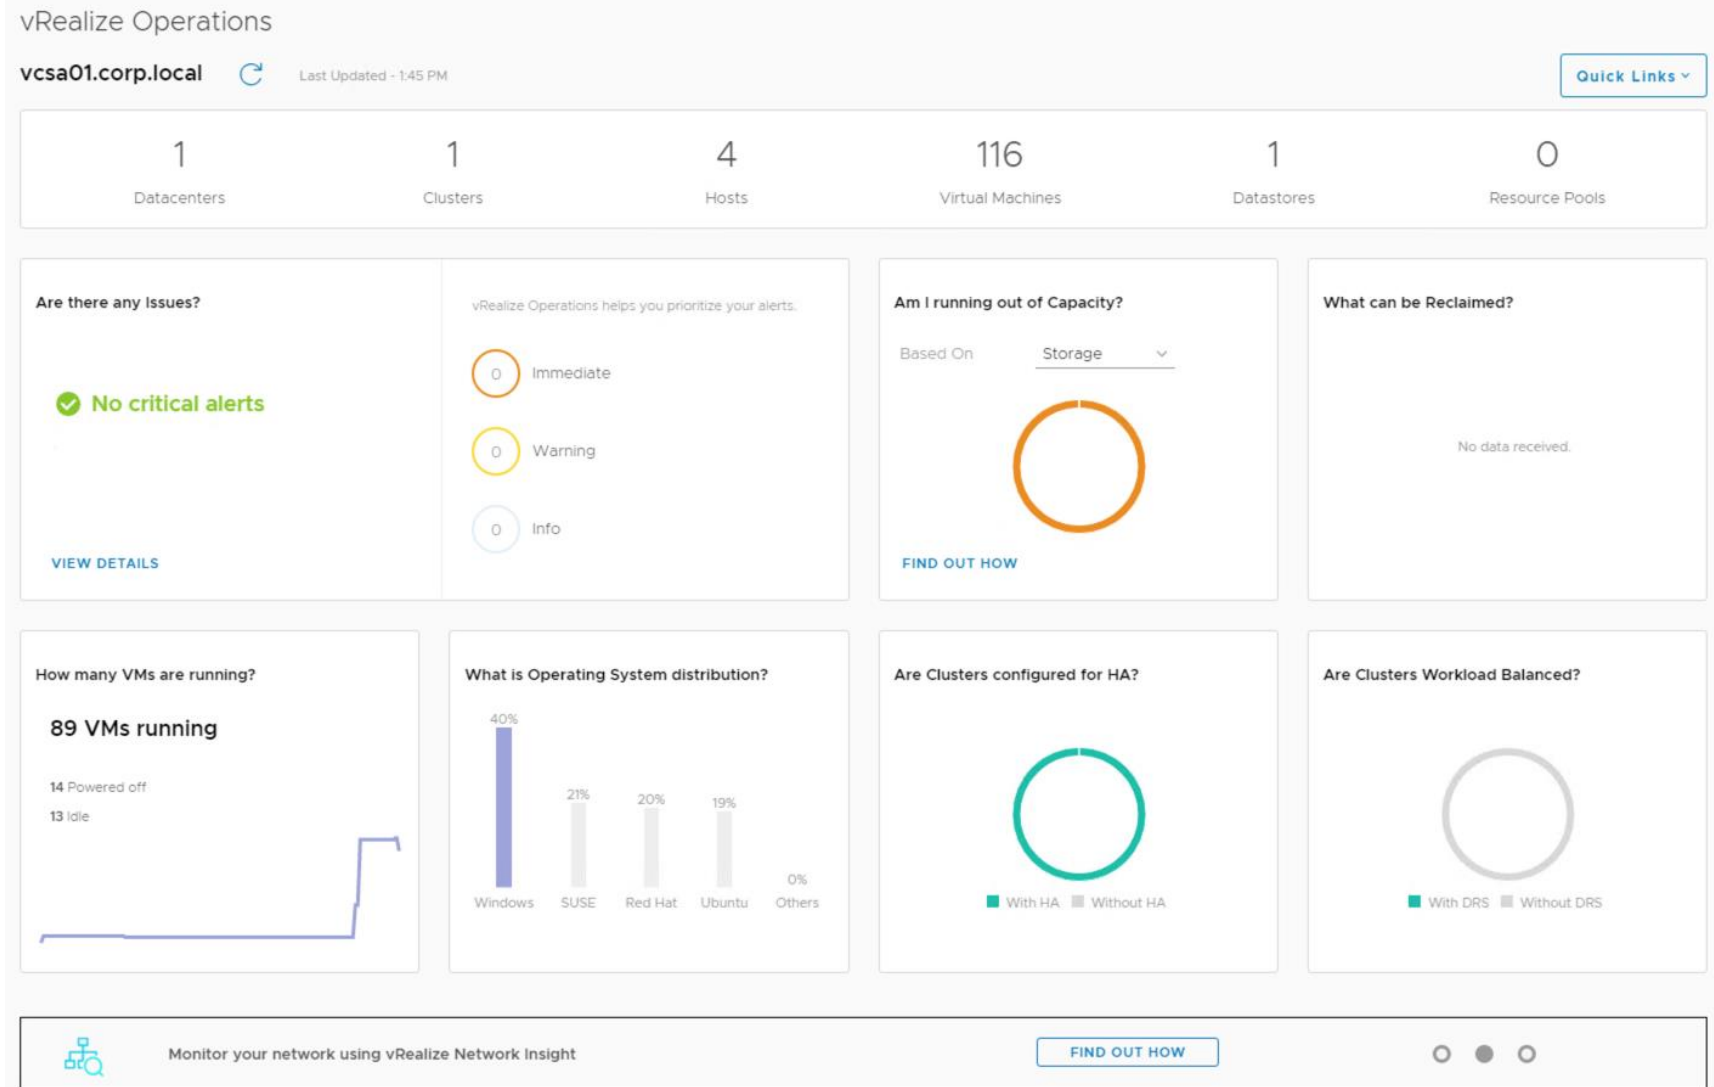 vRealize Operations
vcsa01.corp.local
Last Updated - 1:45 PM
Quick Links
1
1
4
116
1
0
Datacenters
Clusters
Hosts
Virtual Machines
Datastores
Resource Pools
Are there any Issues?
No critical alerts
VIEW DETAILS
vRealize Operations helps you prioritize your alerts.
0 Immediate
0 Warning
0 Info
Am I running out of Capacity?
Based On Storage
FIND OUT HOW
What can be Reclaimed?
No data received.
How many VMs are running?
89 VMs running
14 Powered off
13 Idle
What is Operating System distribution?
40%
21%
20%
19%
0%
Windows
SUSE
Red Hat
Ubuntu
Others
Are Clusters configured for HA?
With HA Without HA
Are Clusters Workload Balanced?
With DRS Without DRS
Monitor your network using vRealize Network Insight
FIND OUT HOW